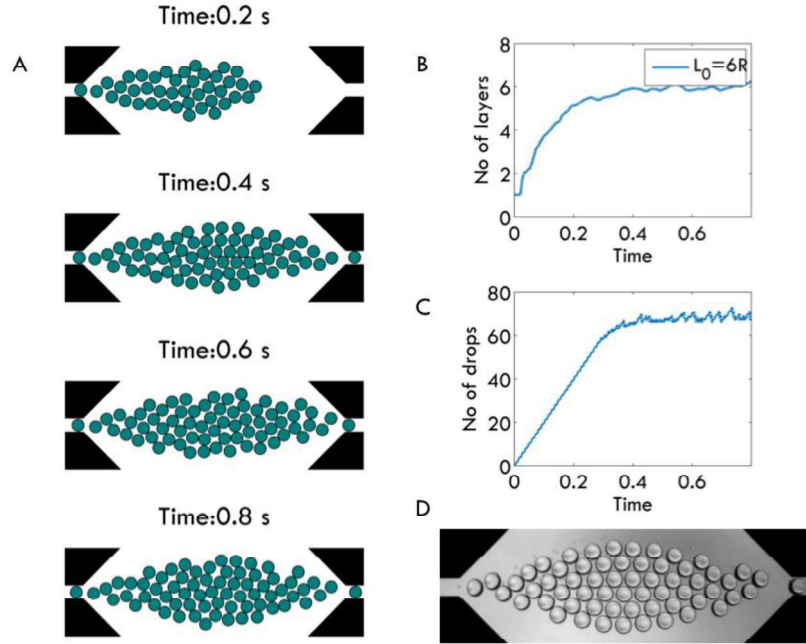 A
Time:0.2 s
Time:0.4 s
Time:0.6 s
Time:0.8 s
B
No of layers
8
6
4
2
0
L₀=6R
0
0.2
0.4
0.6
Time
C
No of drops
80
60
40
20
0
0
0.2
0.4
0.6
Time
D